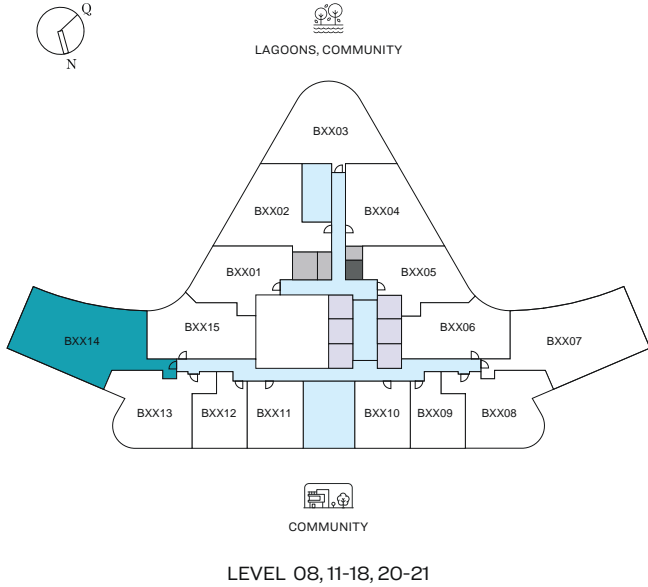 Q
N
LAGOONS, COMMUNITY
BXX03
BXX02
BXX04
BXX01
BXX05
BXX14
BXX15
BXX06
BXX07
BXX13
BXX12
BXX11
BXX10
BXX09
BXX08
COMMUNITY
LEVEL 08, 11-18, 20-21